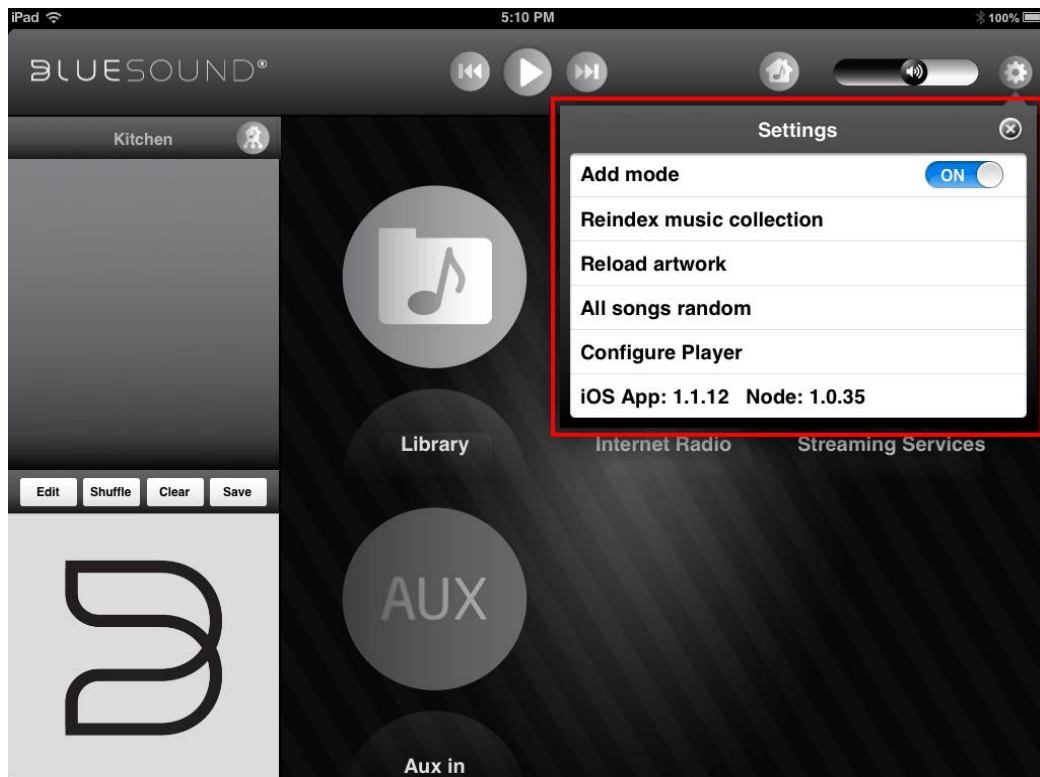 iPad 5:10 PM 100%
BLUESOUND®
Kitchen
Settings
Add mode ON
Reindex music collection
Reload artwork
All songs random
Configure Player
iOS App: 1.1.12 Node: 1.0.35
Library Internet Radio Streaming Services
Edit Shuffle Clear Save
AUX
Aux in